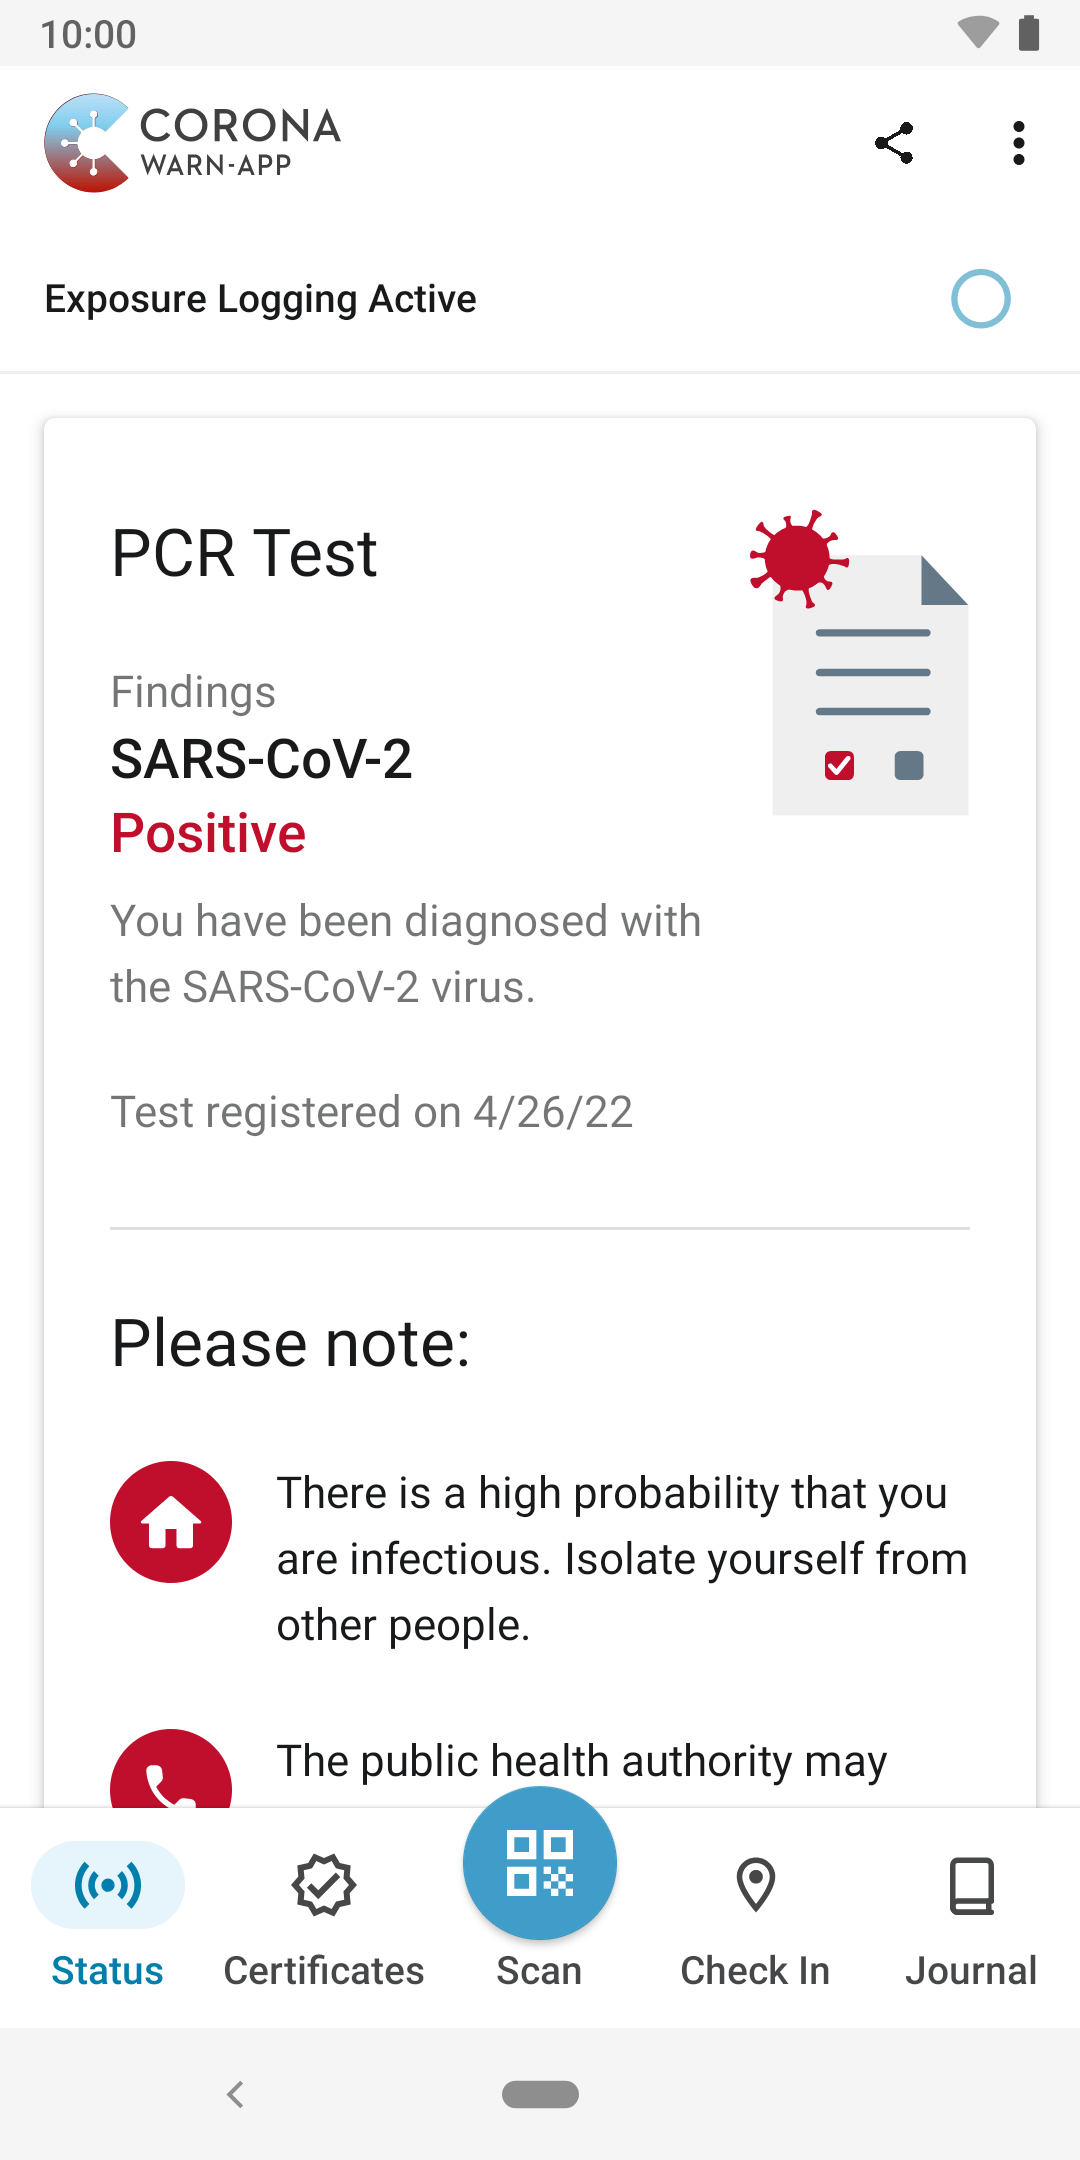 10:00
CORONA
WARN-APP
Exposure Logging Active
PCR Test
Findings
SARS-CoV-2
Positive
You have been diagnosed with
the SARS-CoV-2 virus.
Test registered on 4/26/22
Please note:
There is a high probability that you
are infectious. Isolate yourself from
other people.
The public health authority may
Status
Certificates
Scan
Check In
Journal